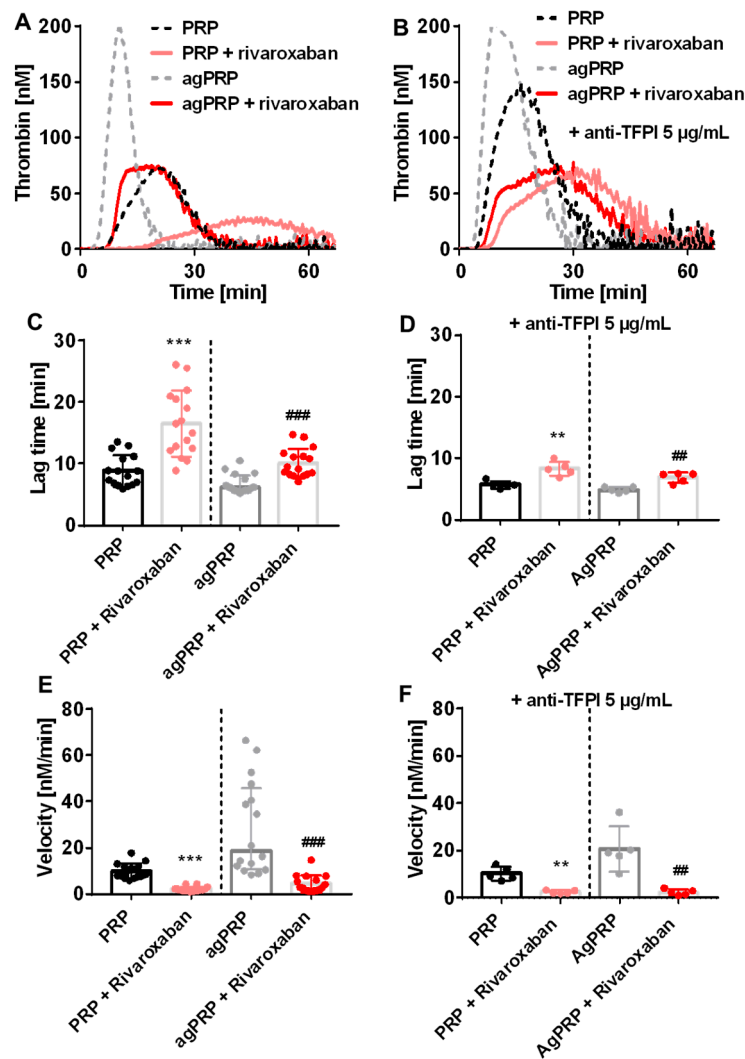 A
PRP
PRP + rivaroxaban
agPRP
agPRP + rivaroxaban
Thrombin [nM]
200
150
100
50
0
0
30
60
Time [min]
B
PRP
PRP + rivaroxaban
agPRP
agPRP + rivaroxaban
+ anti-TFPI 5 µg/mL
Thrombin [nM]
200
150
100
50
0
0
30
60
Time [min]
C
Lag time [min]
30
20
10
0
***
###
PRP
PRP + Rivaroxaban
agPRP
agPRP + Rivaroxaban
D
+ anti-TFPI 5 µg/mL
Lag time [min]
30
20
10
0
**
##
PRP
PRP + Rivaroxaban
AgPRP
AgPRP + Rivaroxaban
E
Velocity [nM/min]
80
60
40
20
0
***
###
PRP
PRP + Rivaroxaban
agPRP
agPRP + Rivaroxaban
F
+ anti-TFPI 5 µg/mL
Velocity [nM/min]
80
60
40
20
0
**
##
PRP
PRP + Rivaroxaban
AgPRP
AgPRP + Rivaroxaban